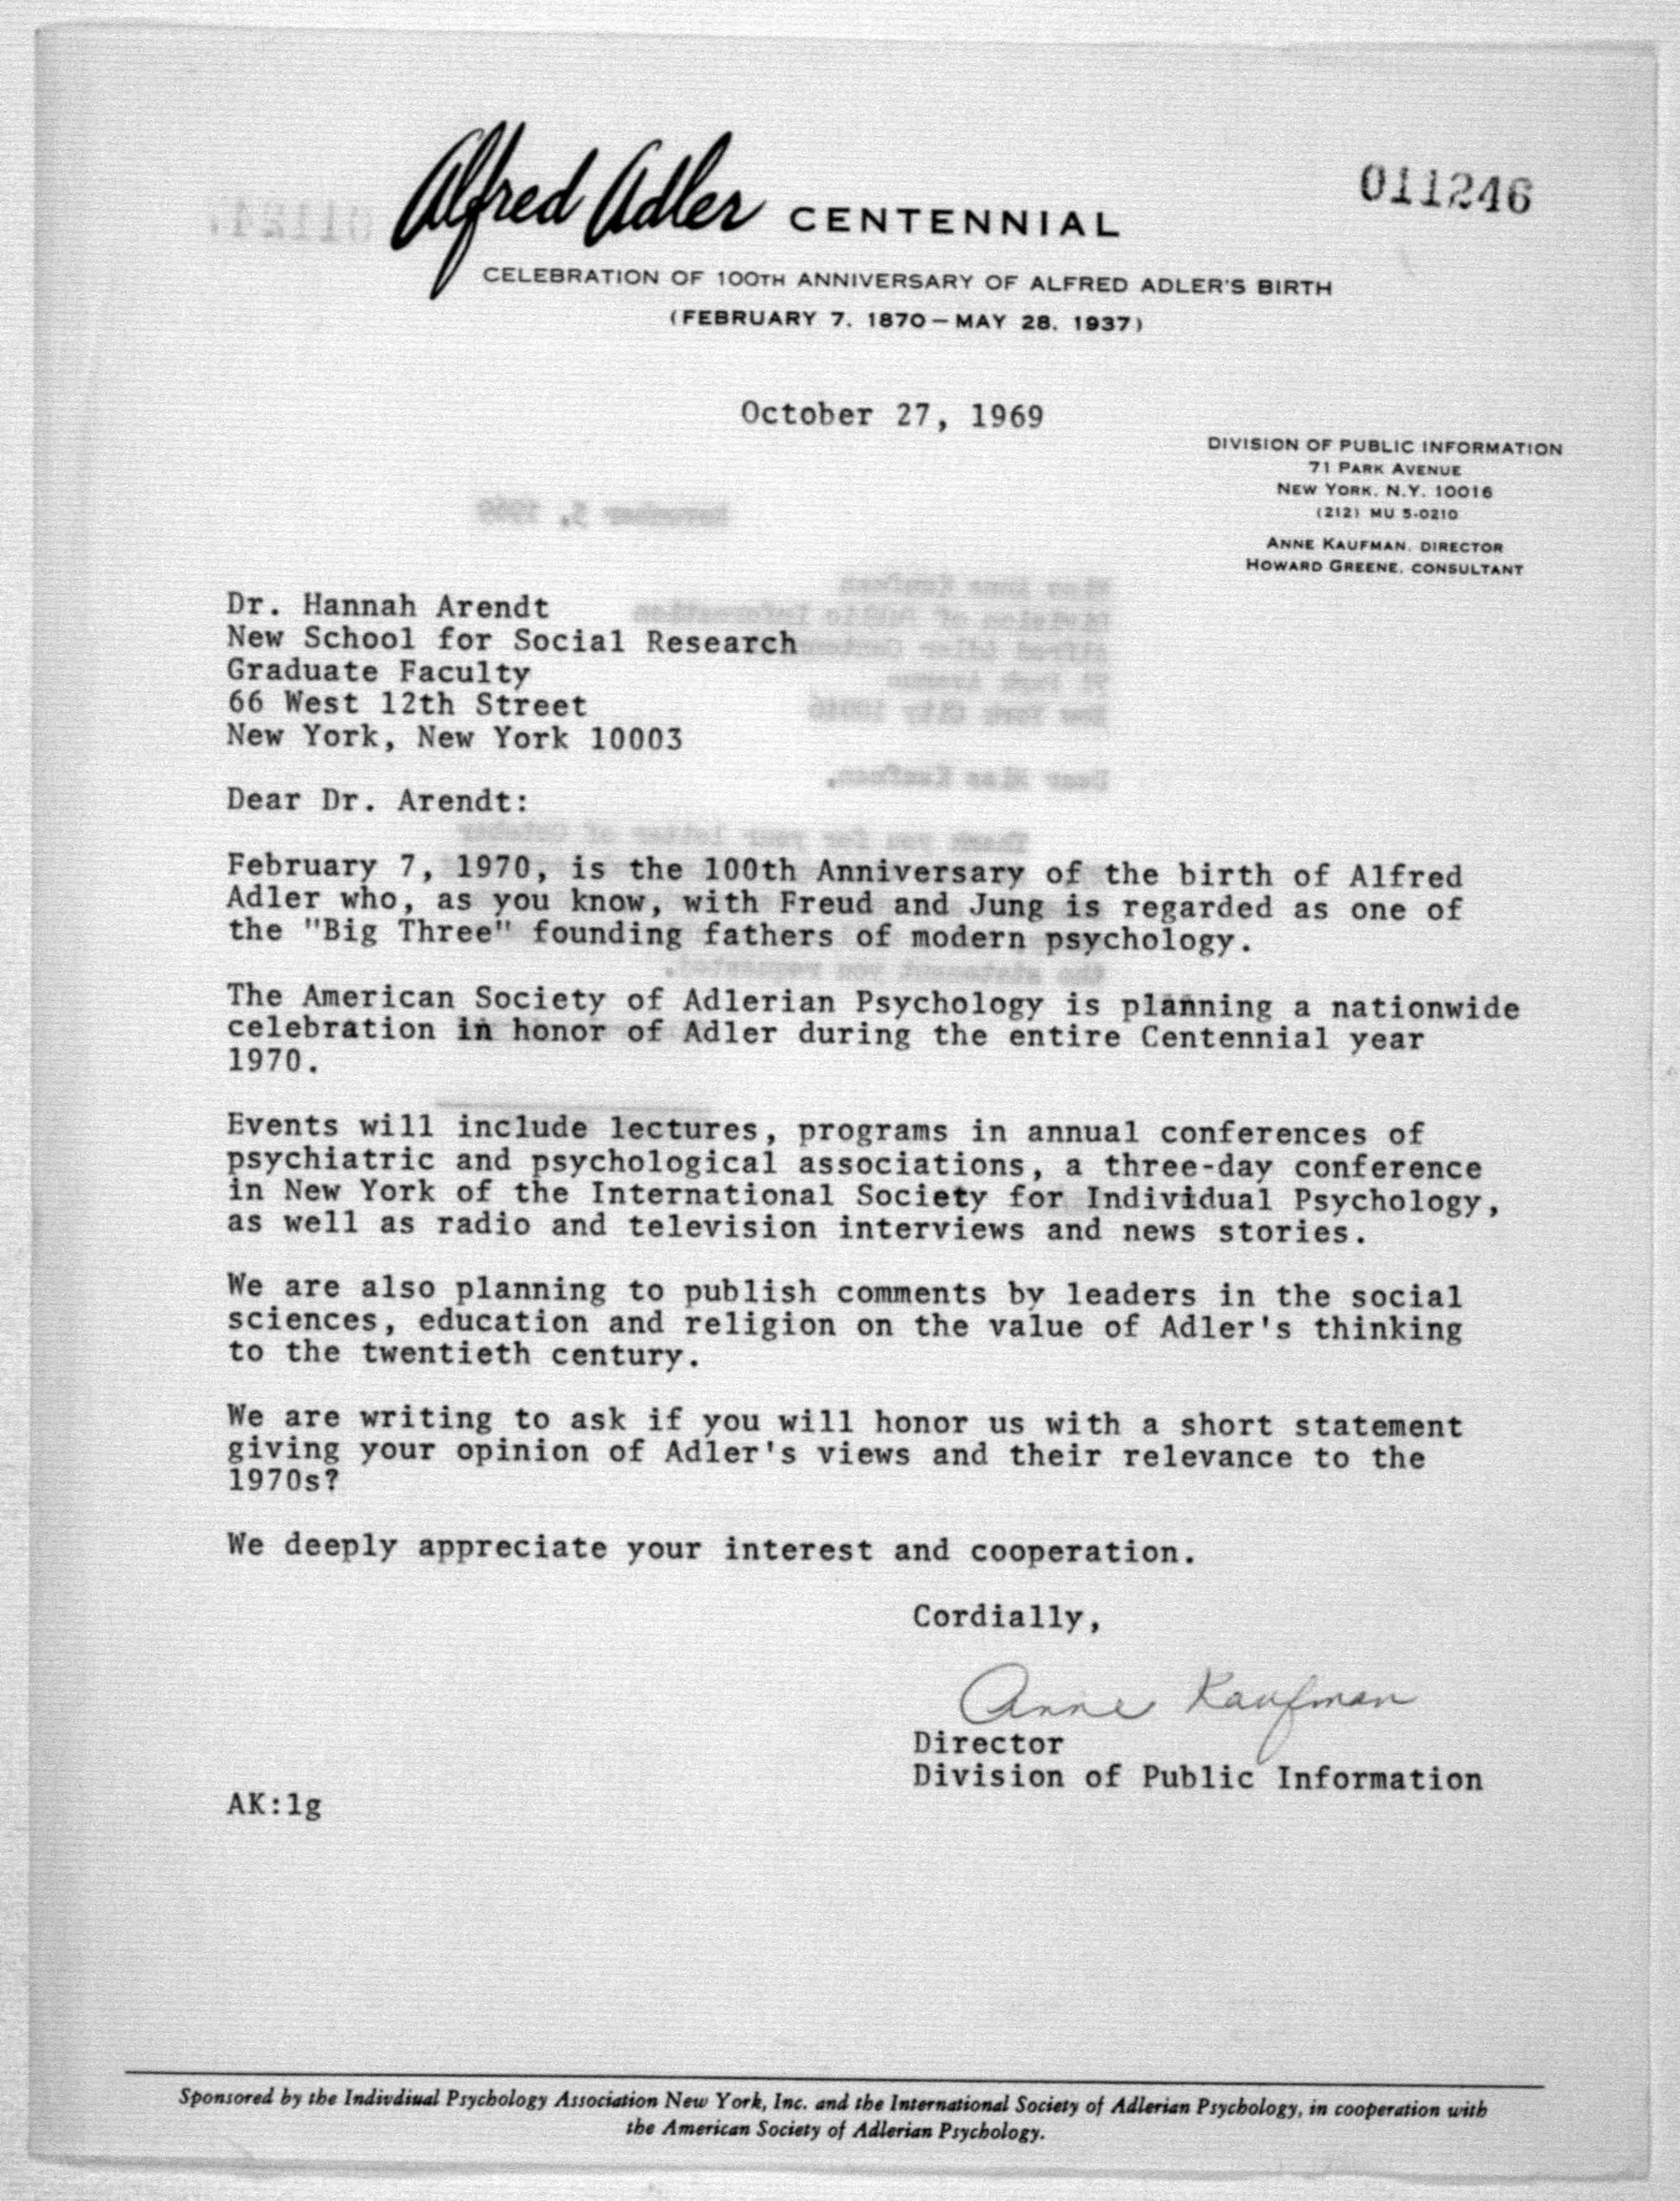 Alfred Adler CENTENNIAL
011246
CELEBRATION OF 100TH ANNIVERSARY OF ALFRED ADLER'S BIRTH
(FEBRUARY 7. 1870—MAY 28. 1937)
October 27, 1969
DIVISION OF PUBLIC INFORMATION
71 PARK AVENUE
NEW YORK. N.Y. 10016
(212) MU 5-0210
ANNE KAUFMAN. DIRECTOR
HOWARD GREENE. CONSULTANT
Dr. Hannah Arendt
New School for Social Research
Graduate Faculty
66 West 12th Street
New York, New York 10003
Dear Dr. Arendt:
February 7, 1970, is the 100th Anniversary of the birth of Alfred
Adler who, as you know, with Freud and Jung is regarded as one of
the "Big Three" founding fathers of modern psychology.
The American Society of Adlerian Psychology is planning a nationwide
celebration in honor of Adler during the entire Centennial year
1970.
Events will include lectures, programs in annual conferences of
psychiatric and psychological associations, a three-day conference
in New York of the International Society for Individual Psychology,
as well as radio and television interviews and news stories.
We are also planning to publish comments by leaders in the social
sciences, education and religion on the value of Adler's thinking
to the twentieth century.
We are writing to ask if you will honor us with a short statement
giving your opinion of Adler's views and their relevance to the
1970s?
We deeply appreciate your interest and cooperation.
Cordially,
Anne Kaufman
Director
Division of Public Information
AK:lg
Sponsored by the Indivdiual Psychology Association New York, Inc. and the International Society of Adlerian Psychology, in cooperation with
the American Society of Adlerian Psychology.